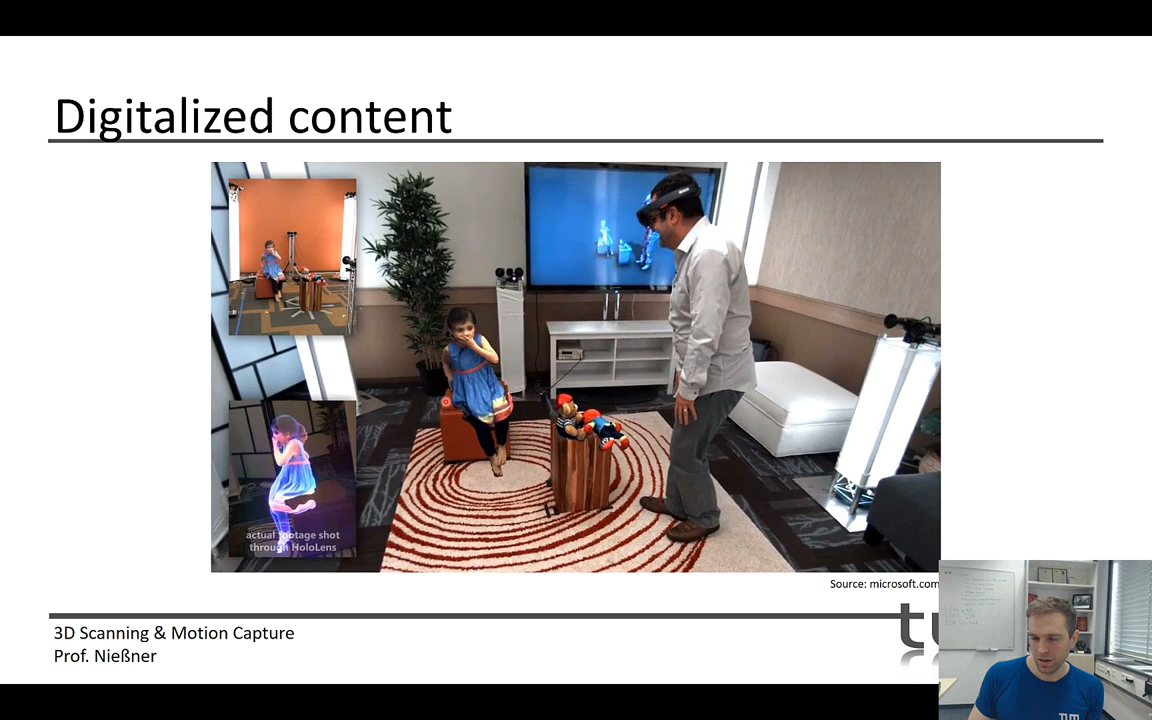 Digitalized content
actual footage shot
through HoloLens
Source: microsoft.com
3D Scanning & Motion Capture
Prof. Nießner